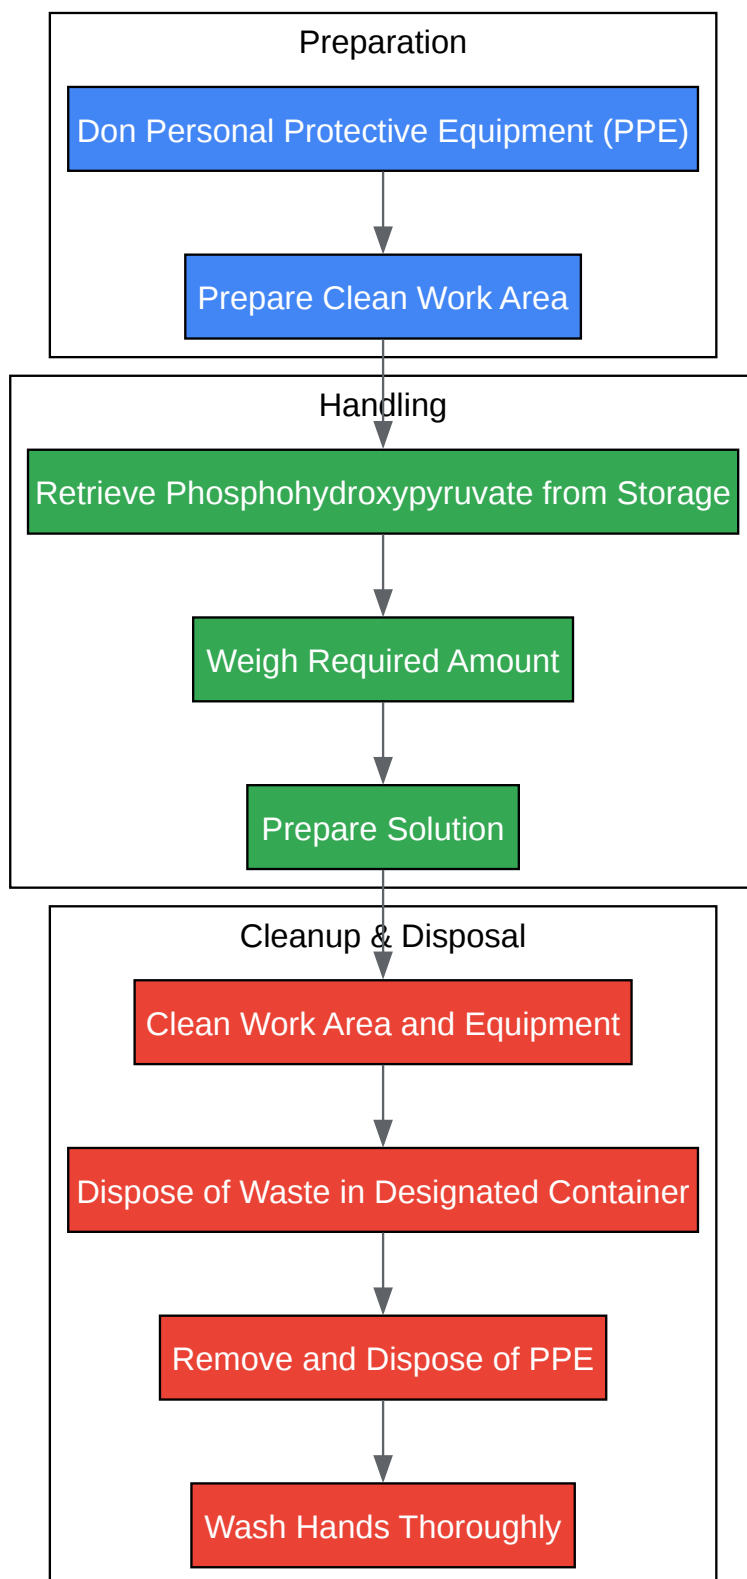 Preparation
Don Personal Protective Equipment (PPE)
Prepare Clean Work Area
Handling
Retrieve Phosphohydroxypyruvate from Storage
Weigh Required Amount
Prepare Solution
Cleanup & Disposal
Clean Work Area and Equipment
Dispose of Waste in Designated Container
Remove and Dispose of PPE
Wash Hands Thoroughly